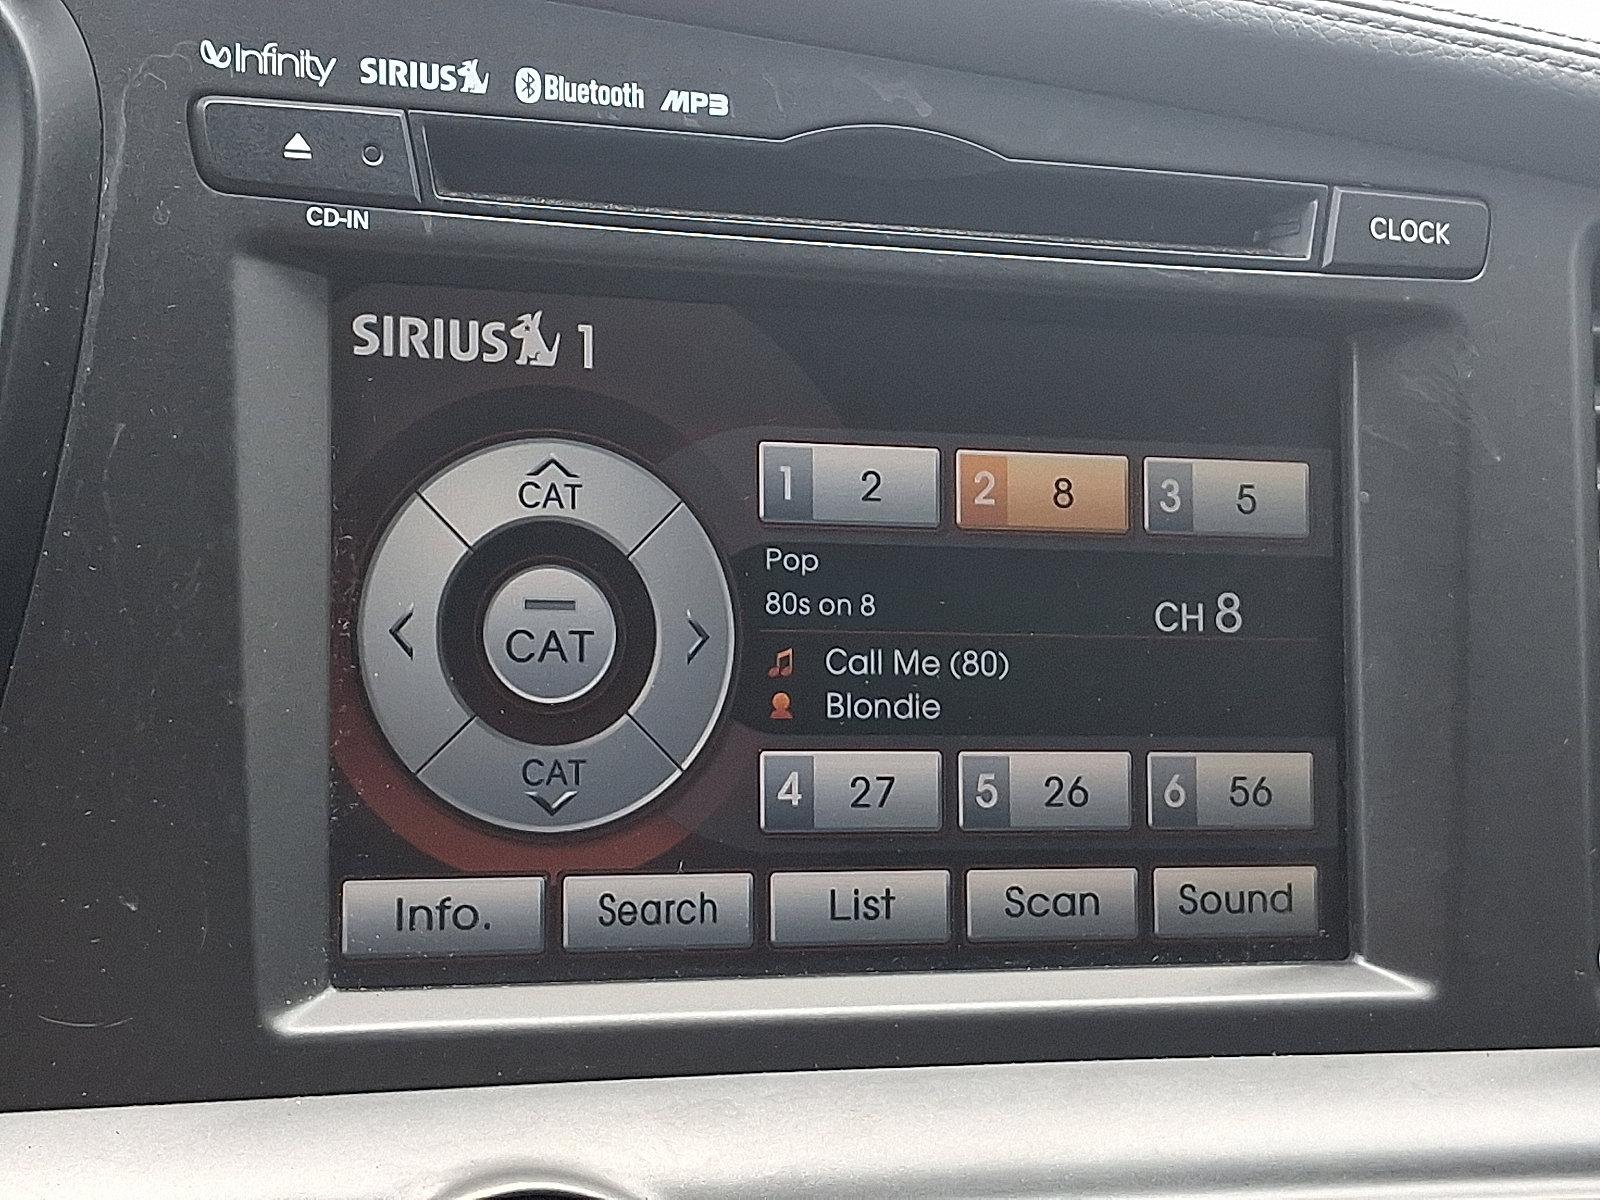 Infinity SIRIUS Bluetooth MP3
CD-IN
CLOCK
SIRIUS 1
CAT
CAT
CAT
1 2
2 8
3 5
Pop
80s on 8
CH 8
Call Me (80)
Blondie
4 27
5 26
6 56
Info. Search List Scan Sound